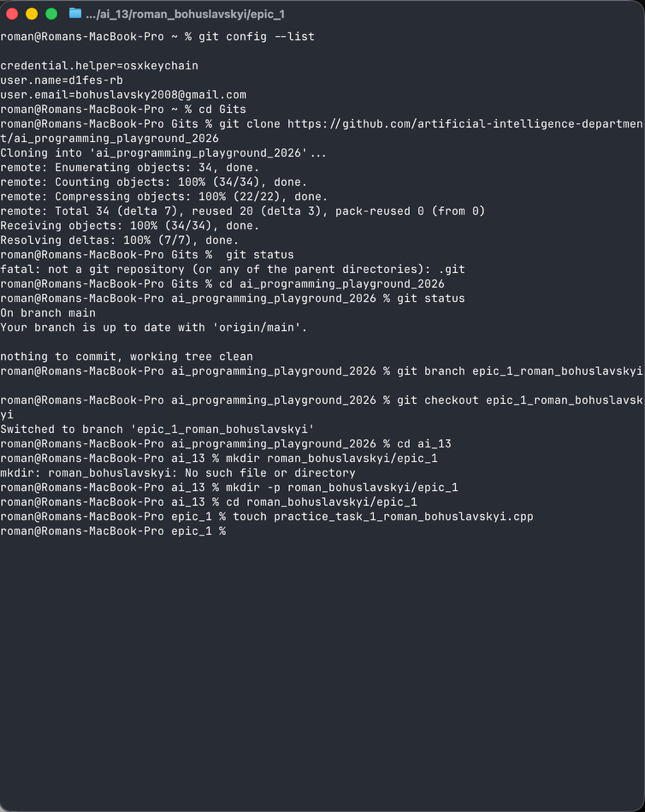 .../ai_13/roman_bohuslavskyi/epic_1
roman@Romans-MacBook-Pro ~ % git config --list
credential.helper=osxkeychain
user.name=d1fes-rb
user.email=bohuslavsky2008@gmail.com
roman@Romans-MacBook-Pro ~ % cd Gits
roman@Romans-MacBook-Pro Gits % git clone https://github.com/artificial-intelligence-departmen
t/ai_programming_playground_2026
Cloning into 'ai_programming_playground_2026'...
remote: Enumerating objects: 34, done.
remote: Counting objects: 100% (34/34), done.
remote: Compressing objects: 100% (22/22), done.
remote: Total 34 (delta 7), reused 20 (delta 3), pack-reused 0 (from 0)
Receiving objects: 100% (34/34), done.
Resolving deltas: 100% (7/7), done.
roman@Romans-MacBook-Pro Gits %  git status
fatal: not a git repository (or any of the parent directories): .git
roman@Romans-MacBook-Pro Gits % cd ai_programming_playground_2026
roman@Romans-MacBook-Pro ai_programming_playground_2026 % git status
On branch main
Your branch is up to date with 'origin/main'.
nothing to commit, working tree clean
roman@Romans-MacBook-Pro ai_programming_playground_2026 % git branch epic_1_roman_bohuslavskyi
roman@Romans-MacBook-Pro ai_programming_playground_2026 % git checkout epic_1_roman_bohuslavsk
yi
Switched to branch 'epic_1_roman_bohuslavskyi'
roman@Romans-MacBook-Pro ai_programming_playground_2026 % cd ai_13
roman@Romans-MacBook-Pro ai_13 % mkdir roman_bohuslavskyi/epic_1
mkdir: roman_bohuslavskyi: No such file or directory
roman@Romans-MacBook-Pro ai_13 % mkdir -p roman_bohuslavskyi/epic_1
roman@Romans-MacBook-Pro ai_13 % cd roman_bohuslavskyi/epic_1
roman@Romans-MacBook-Pro epic_1 % touch practice_task_1_roman_bohuslavskyi.cpp
roman@Romans-MacBook-Pro epic_1 %